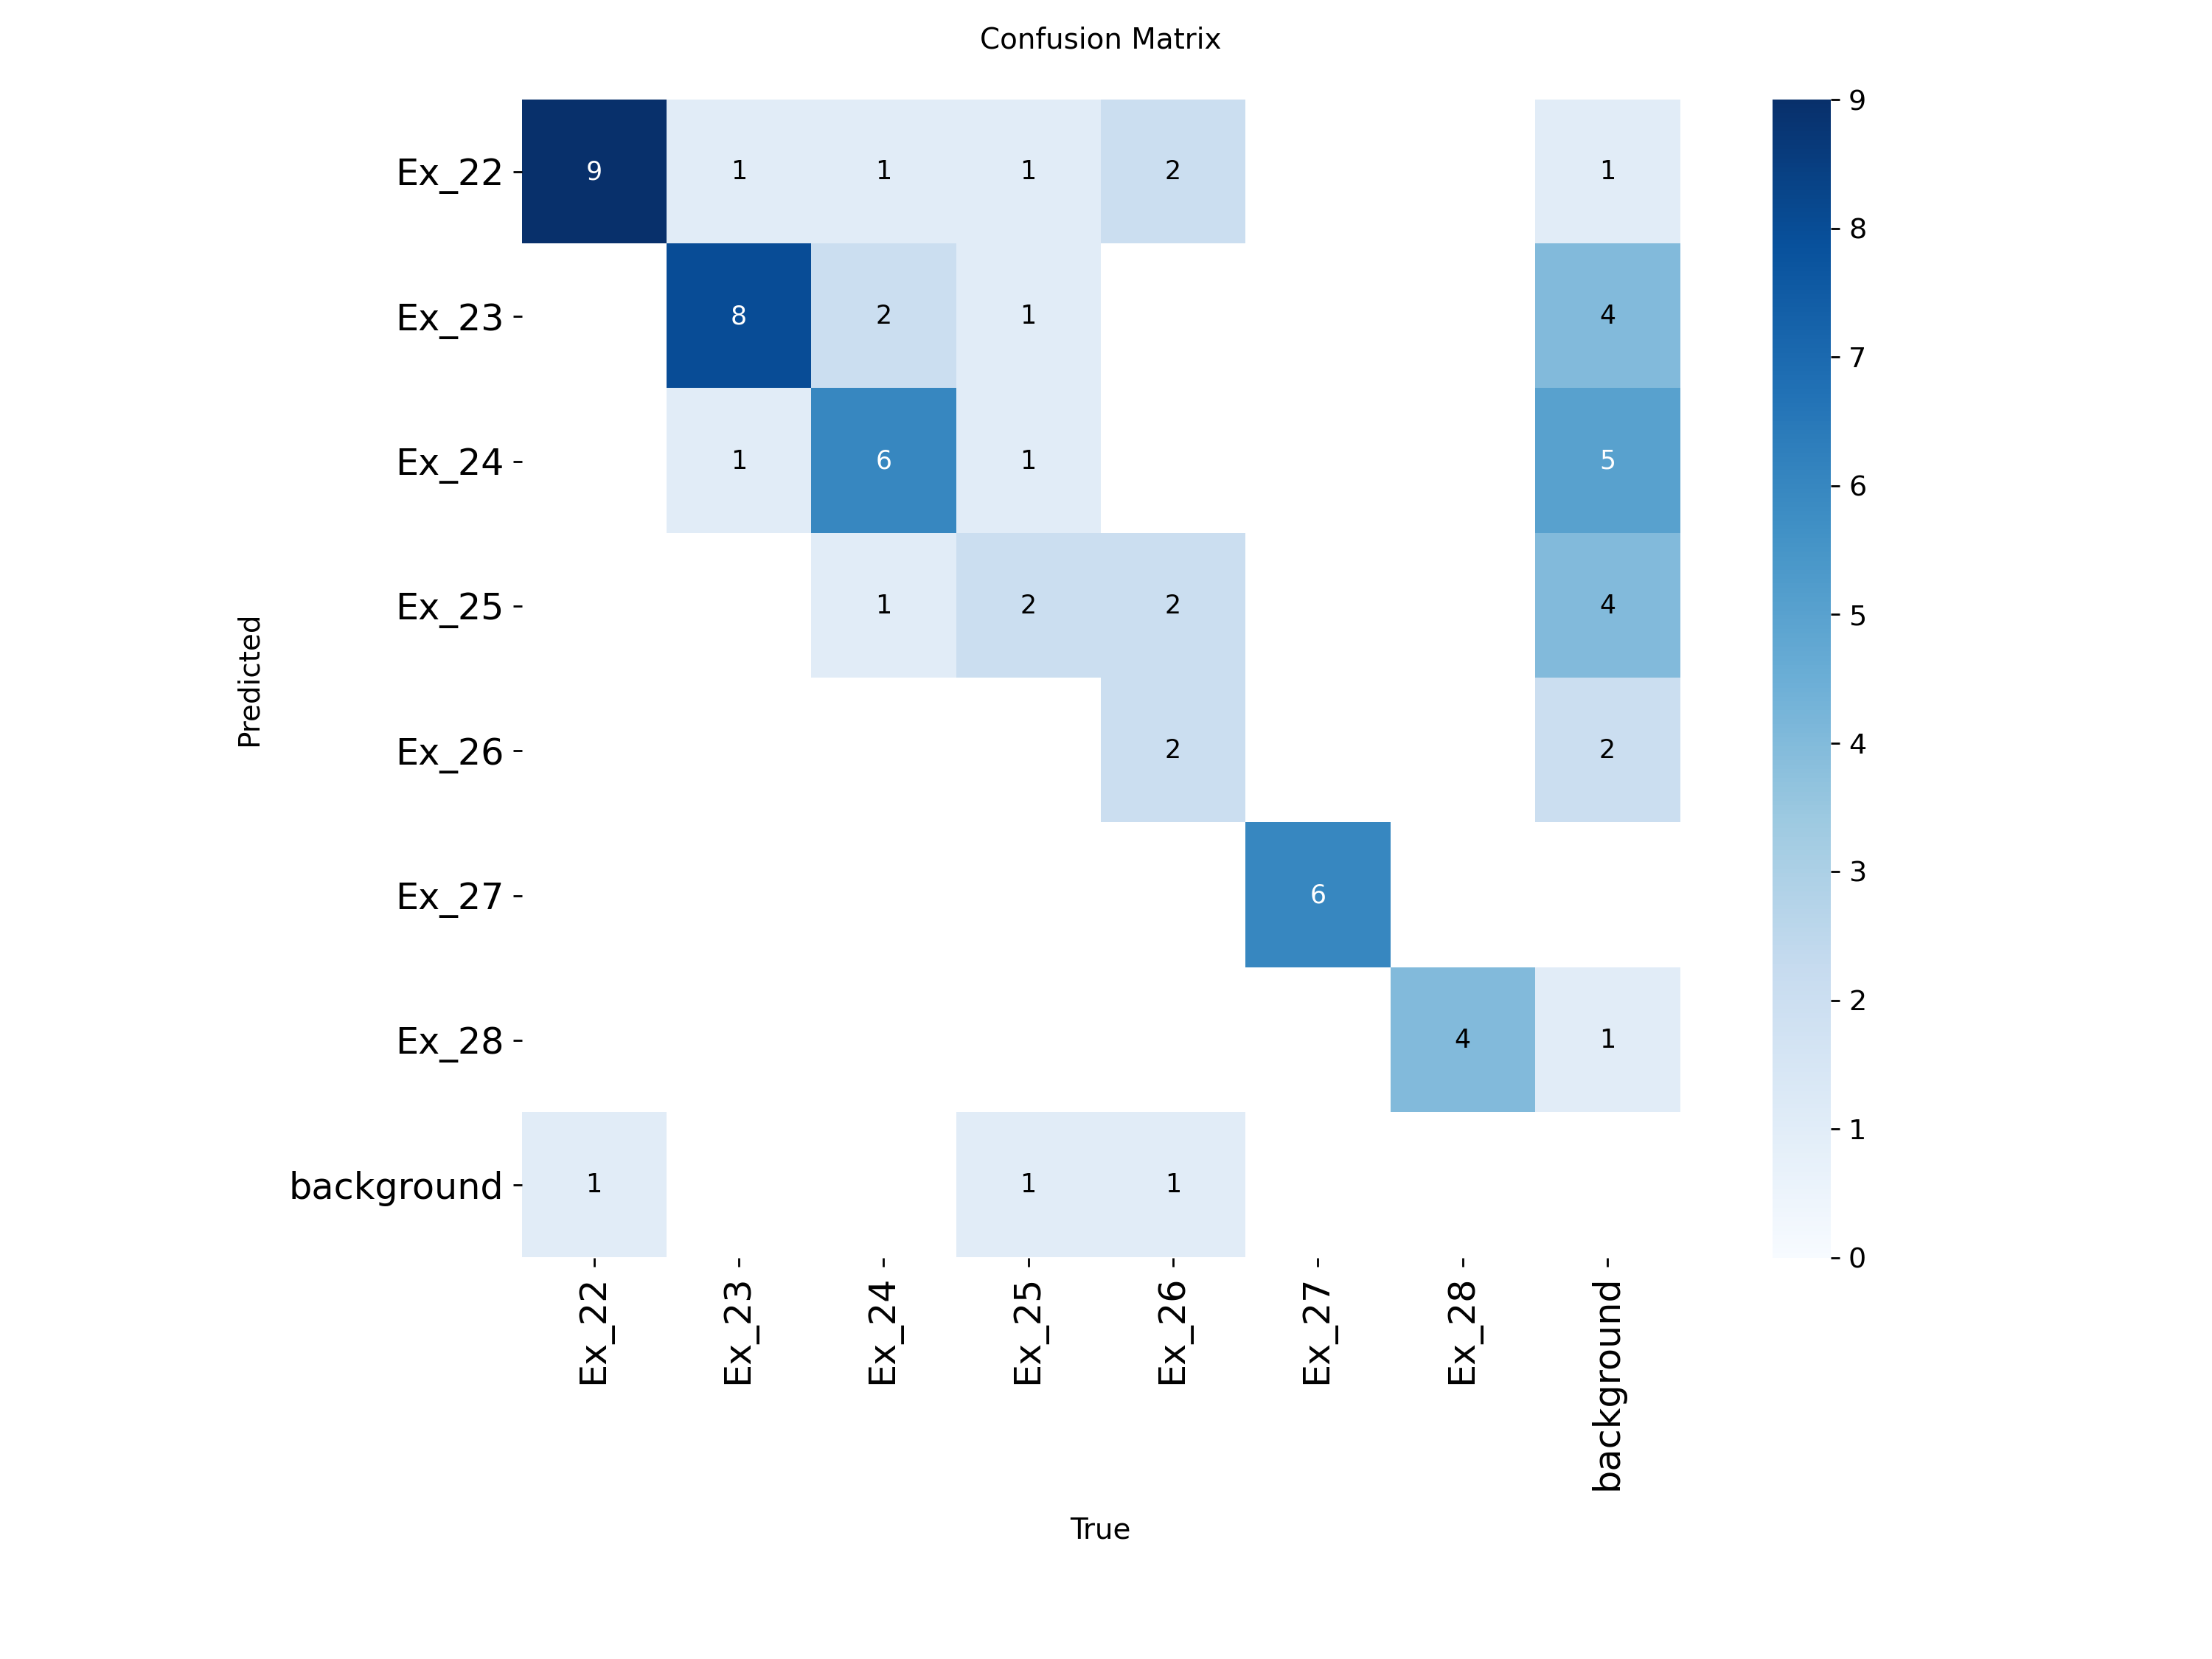 Confusion Matrix
Ex_22 9 1 1 1 2 1
Ex_23 8 2 1 4
Ex_24 1 6 1 5
Ex_25 1 2 2 4
Ex_26 2 2
Ex_27 6
Ex_28 4 1
background 1 1 1
Predicted
Ex_22 Ex_23 Ex_24 Ex_25 Ex_26 Ex_27 Ex_28 background
True
9
8
7
6
5
4
3
2
1
0